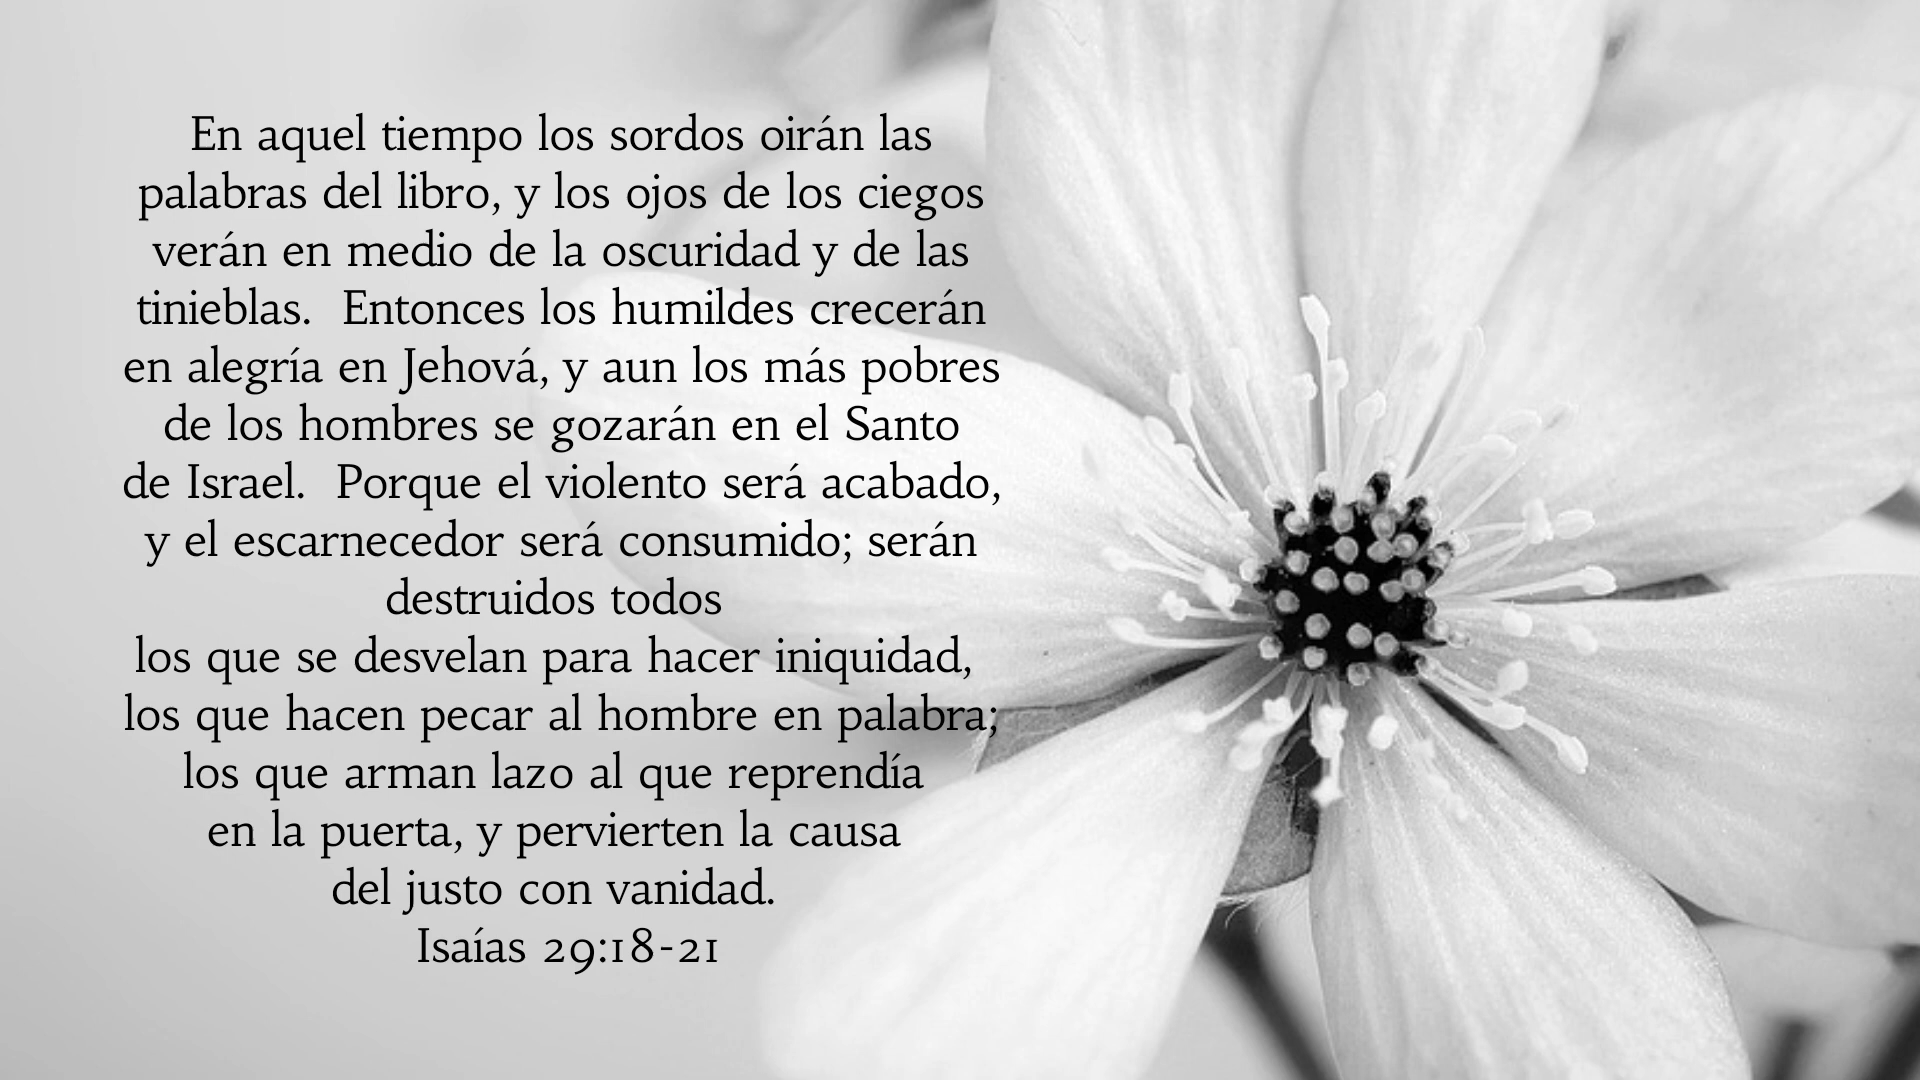 En aquel tiempo los sordos oirán las
palabras del libro, y los ojos de los ciegos
verán en medio de la oscuridad y de las
tinieblas.  Entonces los humildes crecerán
en alegría en Jehová, y aun los más pobres
de los hombres se gozarán en el Santo
de Israel.  Porque el violento será acabado,
y el escarnecedor será consumido; serán
destruidos todos
los que se desvelan para hacer iniquidad,
los que hacen pecar al hombre en palabra;
los que arman lazo al que reprendía
en la puerta, y pervierten la causa
del justo con vanidad.
Isaías 29:18-21